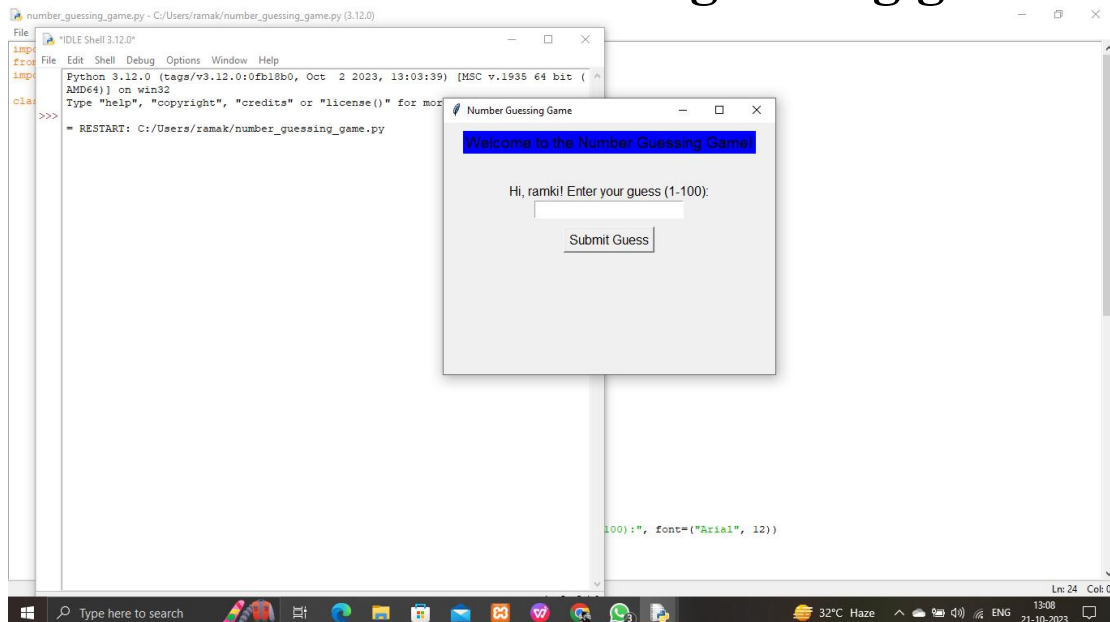 number_guessing_game.py - C:/Users/ramak/number_guessing_game.py (3.12.0)
File
*IDLE Shell 3.12.0*
File Edit Shell Debug Options Window Help
Python 3.12.0 (tags/v3.12.0:0fb18b0, Oct 2 2023, 13:03:39) [MSC v.1935 64 bit (
AMD64)] on win32
Type "help", "copyright", "credits" or "license()" for mor
>>>
= RESTART: C:/Users/ramak/number_guessing_game.py
Number Guessing Game
Welcome to the Number Guessing Game!
Hi, ramki! Enter your guess (1-100):
Submit Guess
100):", font=("Arial", 12))
Ln: 24 Col: 0
Type here to search
32°C Haze
ENG
13:08
21-10-2023